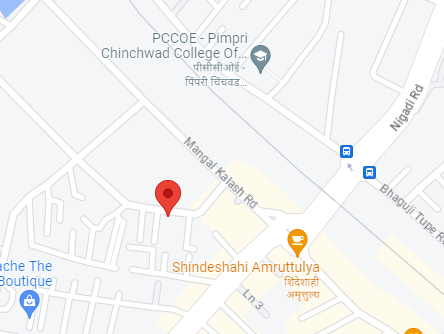 PCCOE - Pimpri
Chinchwad College Of...
पीसीसीओई -
पिंपरी चिंचवड...
Nigadi Rd
Mangal Kalash Rd
Bhaguji Tupe Rd
Shindeshahi Amruttulya
शिंदेशाही
अमृत्तुल्य
ache The
Boutique
Ln 3